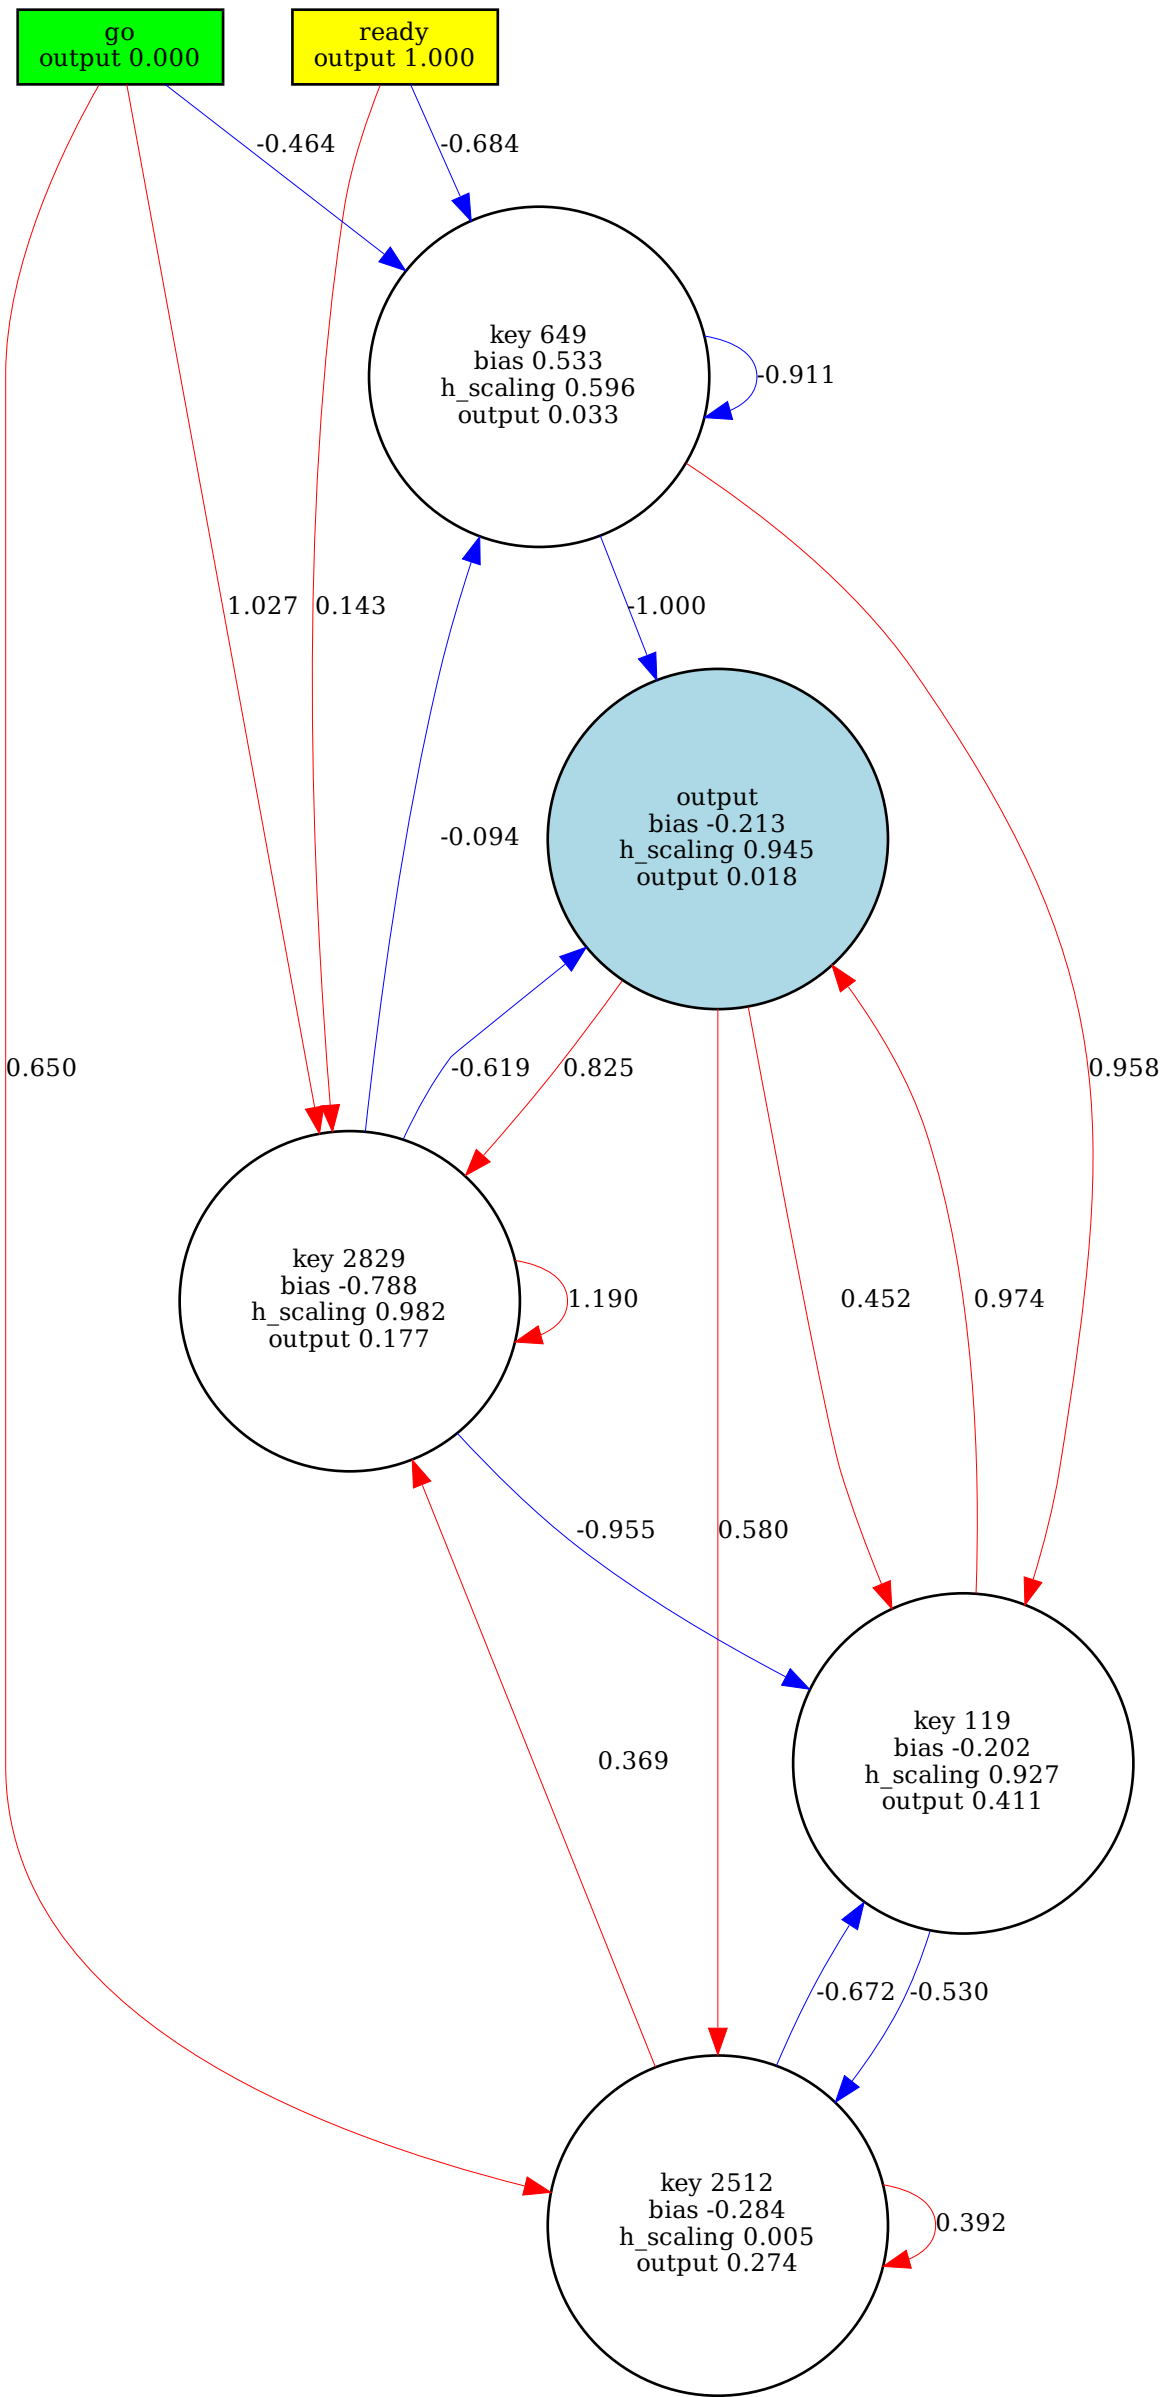 go
output 0.000
ready
output 1.000
-0.464
-0.684
key 649
bias 0.533
h_scaling 0.596
output 0.033
-0.911
1.027
0.143
-1.000
output
bias -0.213
h_scaling 0.945
output 0.018
-0.094
0.650
-0.619
0.825
0.958
key 2829
bias -0.788
h_scaling 0.982
output 0.177
1.190
0.452
0.974
-0.955
0.580
key 119
bias -0.202
h_scaling 0.927
output 0.411
0.369
-0.672
-0.530
key 2512
bias -0.284
h_scaling 0.005
output 0.274
0.392